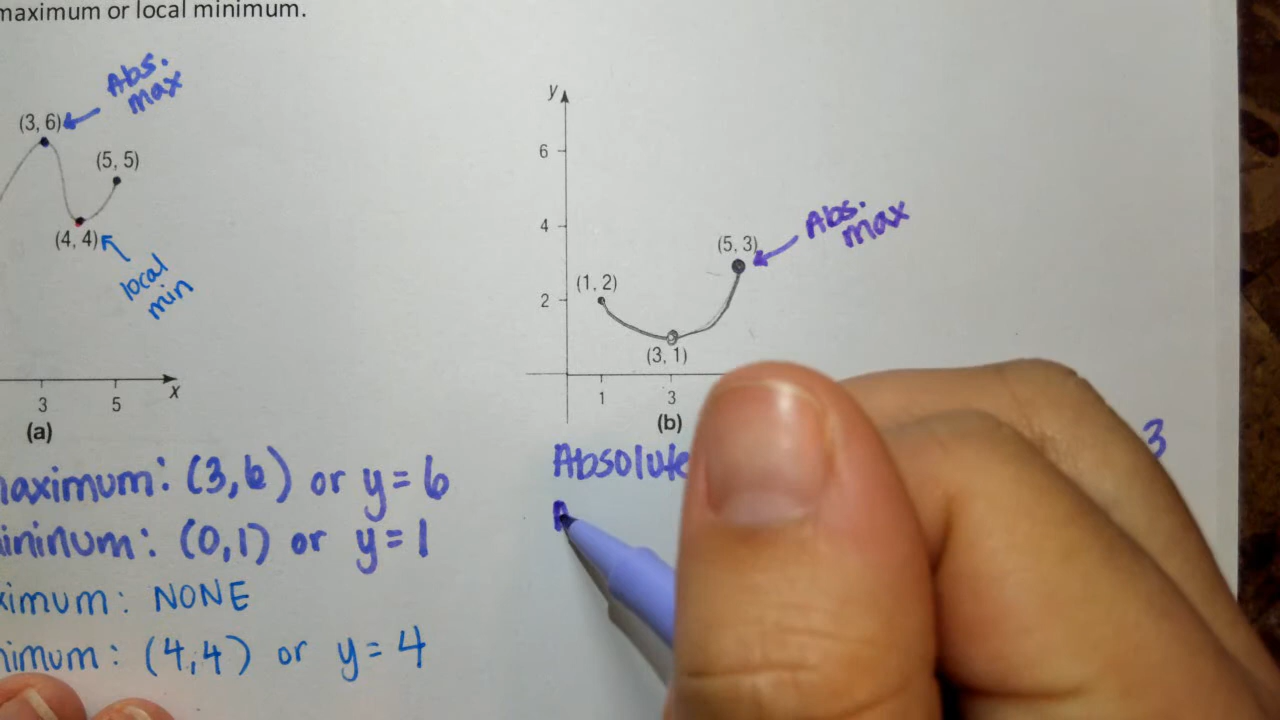 maximum or local minimum.
Abs.
max
(3, 6)
(5, 5)
(4, 4)
local
min
3
5
x
(a)
maximum: (3,6) or y=6
mininum: (0,1) or y=1
ximum: NONE
nimum: (4,4) or y=4
y
6
4
2
(1, 2)
(5, 3)
Abs.
max
(3, 1)
1
3
(b)
Absolute
3
A